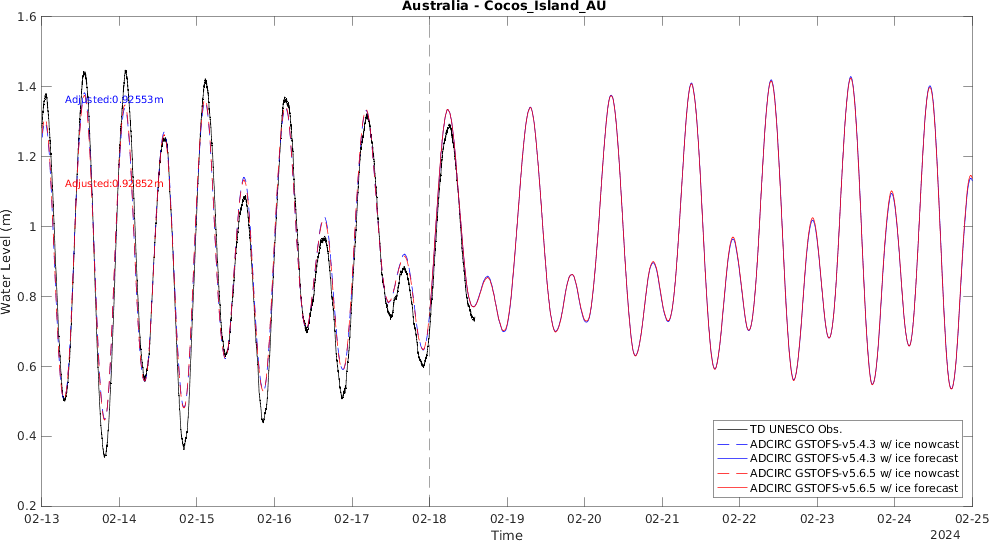 Australia - Cocos_Island_AU
Water Level (m)
1.6
1.4
1.2
1
0.8
0.6
0.4
0.2
Adjusted:0.92553m
Adjusted:0.92852m
TD UNESCO Obs.
ADCIRC GSTOFS-v5.4.3 w/ ice nowcast
ADCIRC GSTOFS-v5.4.3 w/ ice forecast
ADCIRC GSTOFS-v5.6.5 w/ ice nowcast
ADCIRC GSTOFS-v5.6.5 w/ ice forecast
02-13 02-14 02-15 02-16 02-17 02-18 02-19 02-20 02-21 02-22 02-23 02-24 02-25
Time
2024